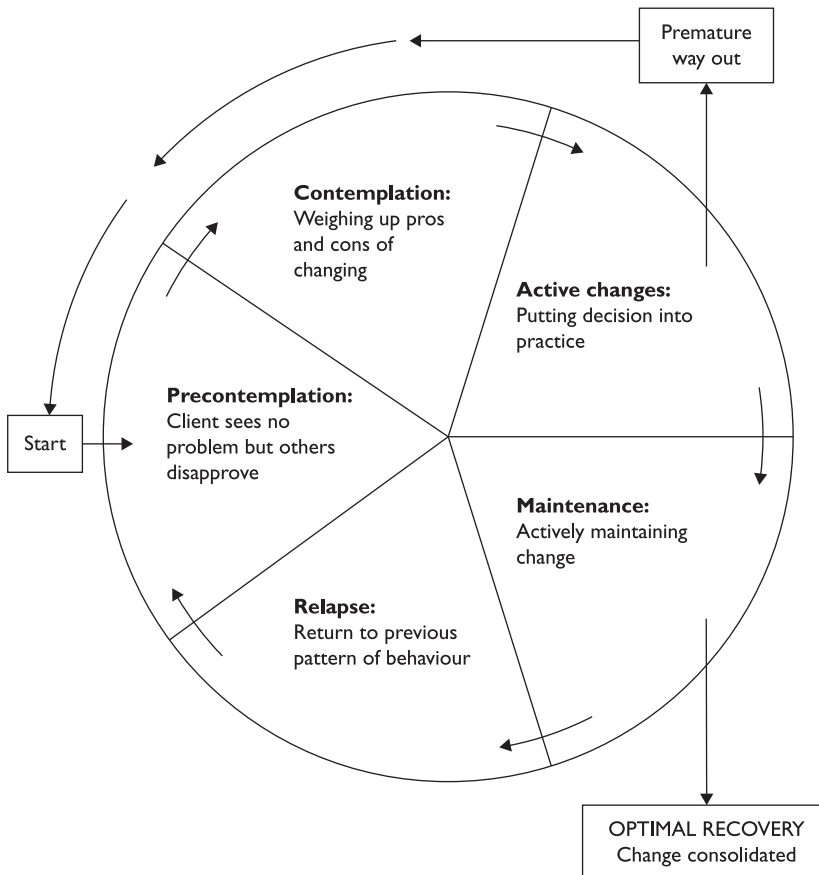 Premature
way out
Contemplation:
Weighing up pros
and cons of
changing
Active changes:
Putting decision into
practice
Precontemplation:
Client sees no
problem but others
disapprove
Start
Maintenance:
Actively maintaining
change
Relapse:
Return to previous
pattern of behaviour
OPTIMAL RECOVERY
Change consolidated